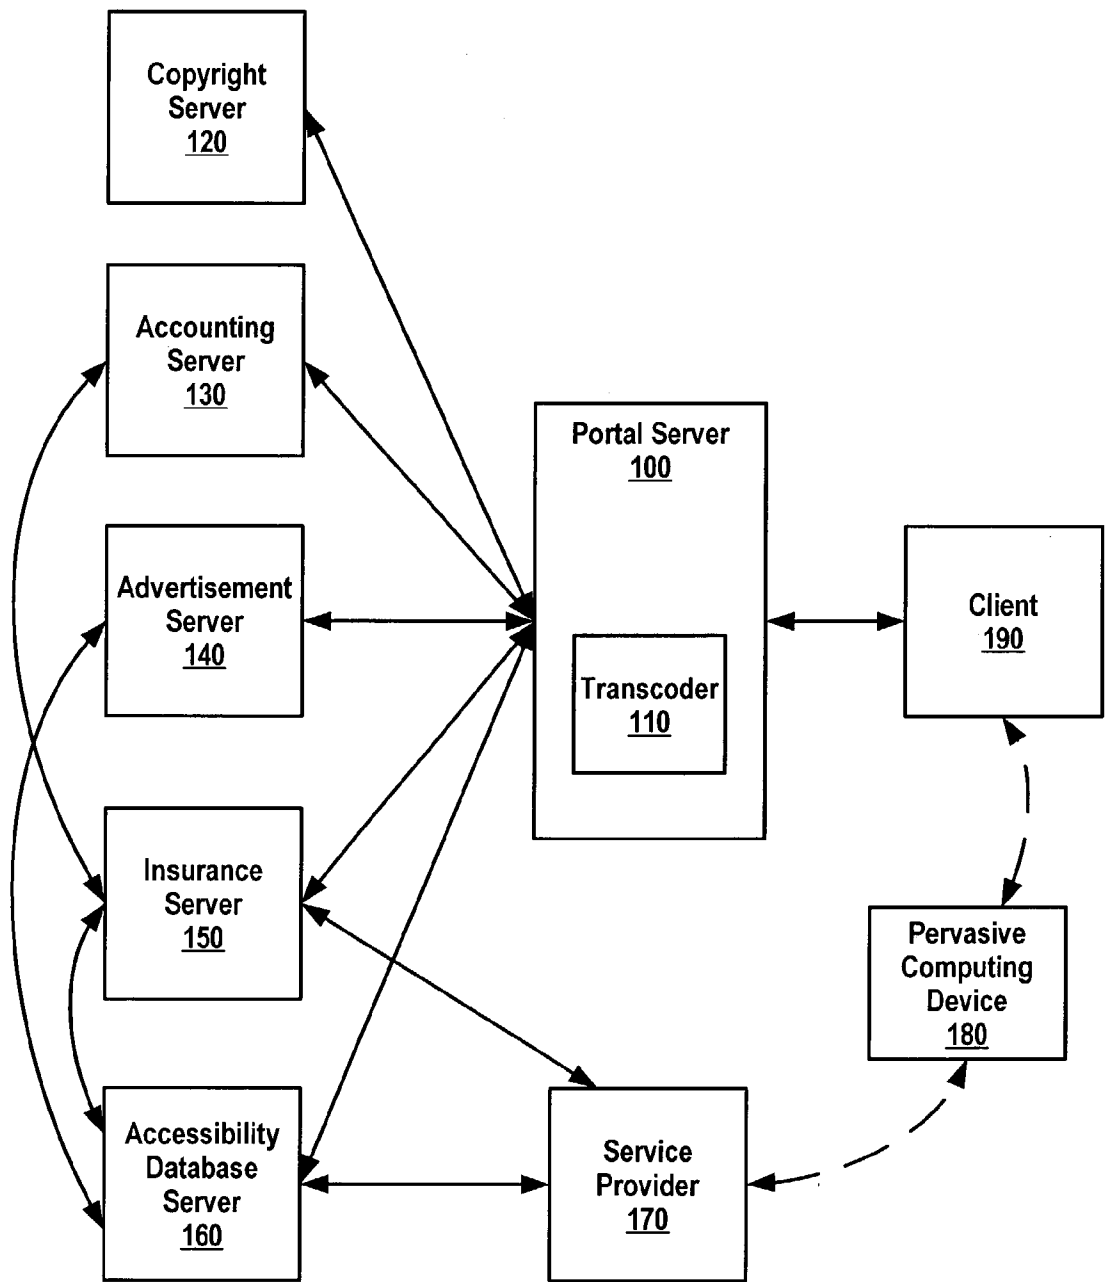 Copyright
Server
120
Accounting
Server
130
Portal Server
100
Advertisement
Server
140
Client
190
Transcoder
110
Insurance
Server
150
Pervasive
Computing
Device
180
Accessibility
Database
Server
160
Service
Provider
170